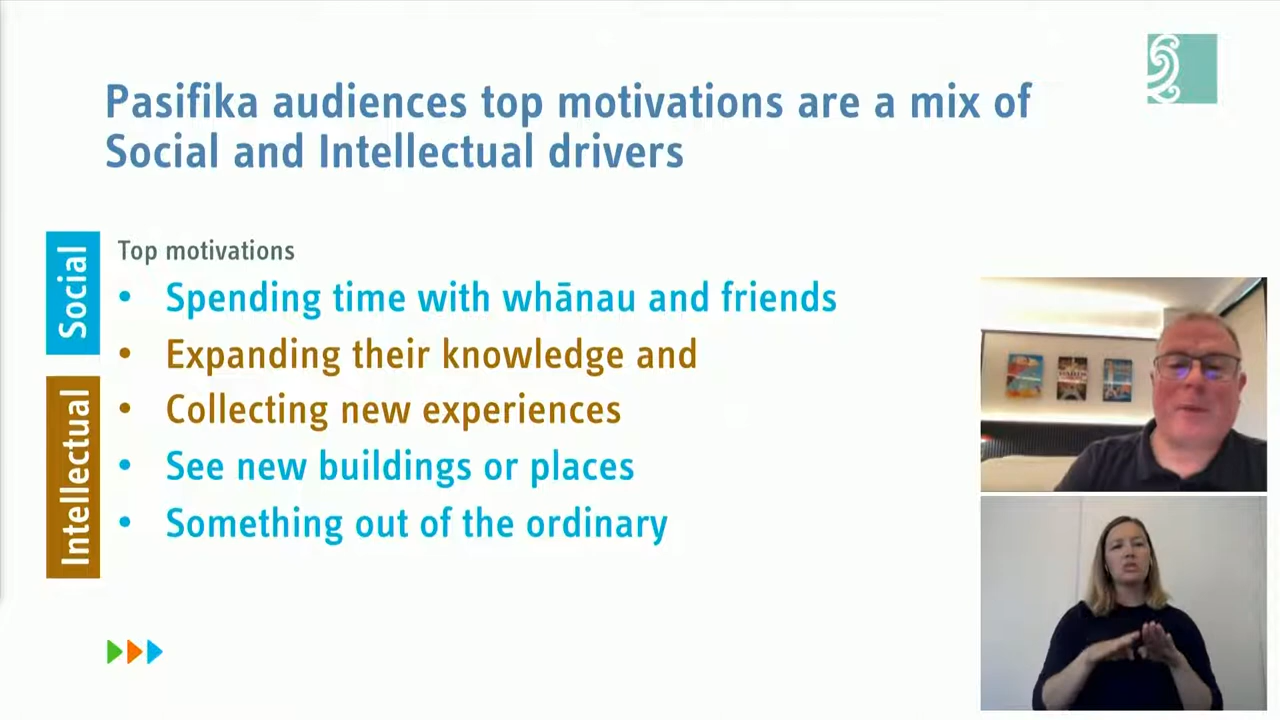 Pasifika audiences top motivations are a mix of
Social and Intellectual drivers
Social
Top motivations
• Spending time with whānau and friends
• Expanding their knowledge and
• Collecting new experiences
Intellectual
• See new buildings or places
• Something out of the ordinary